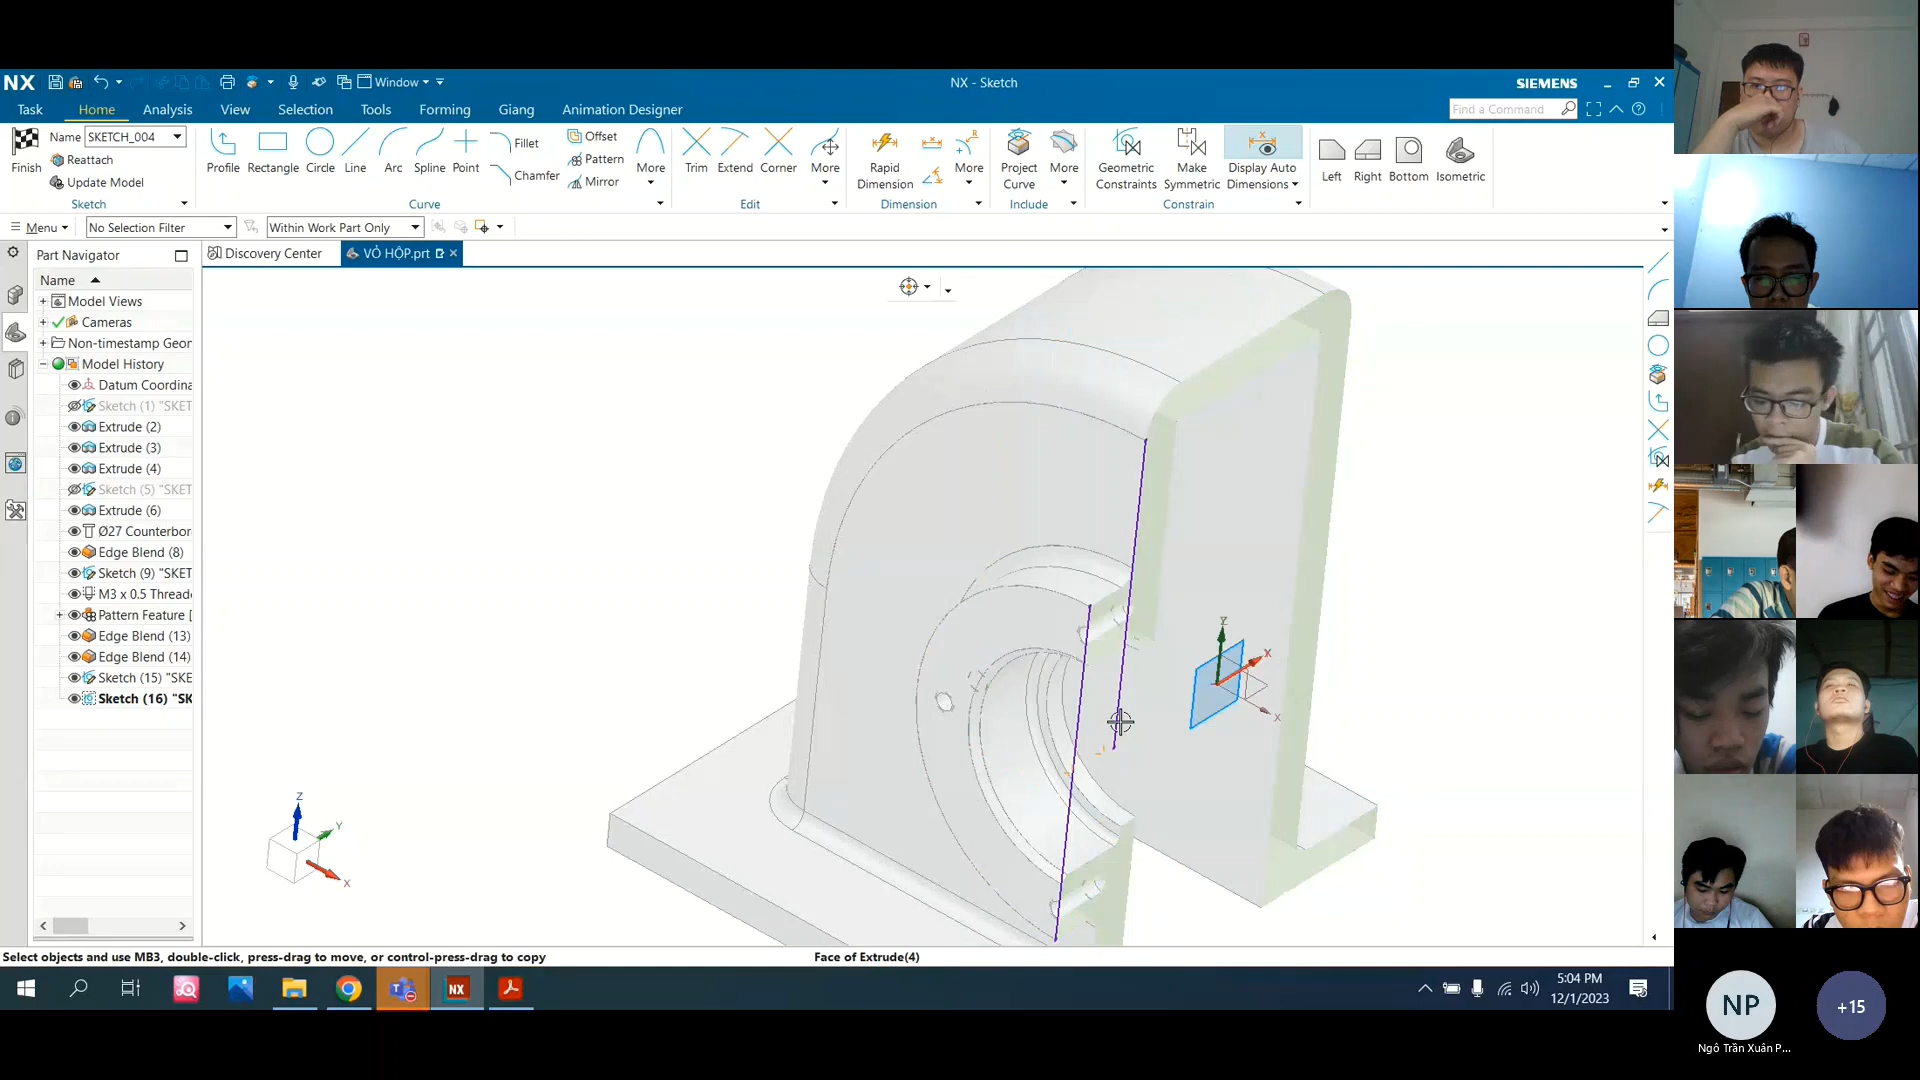 NX
Window
NX - Sketch
SIEMENS
Task
Home
Analysis
View
Selection
Tools
Forming
Giang
Animation Designer
Find a Command
Finish
Name SKETCH_004
Reattach
Update Model
Sketch
Profile
Rectangle
Circle
Line
Arc
Spline
Point
Fillet
Chamfer
Offset
Pattern
Mirror
More
Curve
Trim
Extend
Corner
More
Edit
Rapid
Dimension
More
Dimension
Project
Curve
More
Include
Geometric
Constraints
Make
Symmetric
Display Auto
Dimensions
Constrain
Left
Right
Bottom
Isometric
Menu
No Selection Filter
Within Work Part Only
Part Navigator
Discovery Center
VỎ HỘP.prt
Name
Model Views
Cameras
Non-timestamp Geor
Model History
Datum Coordina
Sketch (1) "SKET
Extrude (2)
Extrude (3)
Extrude (4)
Sketch (5) "SKET
Extrude (6)
Ø27 Counterbor
Edge Blend (8)
Sketch (9) "SKET
M3 x 0.5 Threade
Pattern Feature [
Edge Blend (13)
Edge Blend (14)
Sketch (15) "SKE
Sketch (16) "SK
Z
X
X
Z
Y
X
Select objects and use MB3, double-click, press-drag to move, or control-press-drag to copy
Face of Extrude(4)
NX
5:04 PM
12/1/2023
NP
+15
Ngô Trần Xuân P...